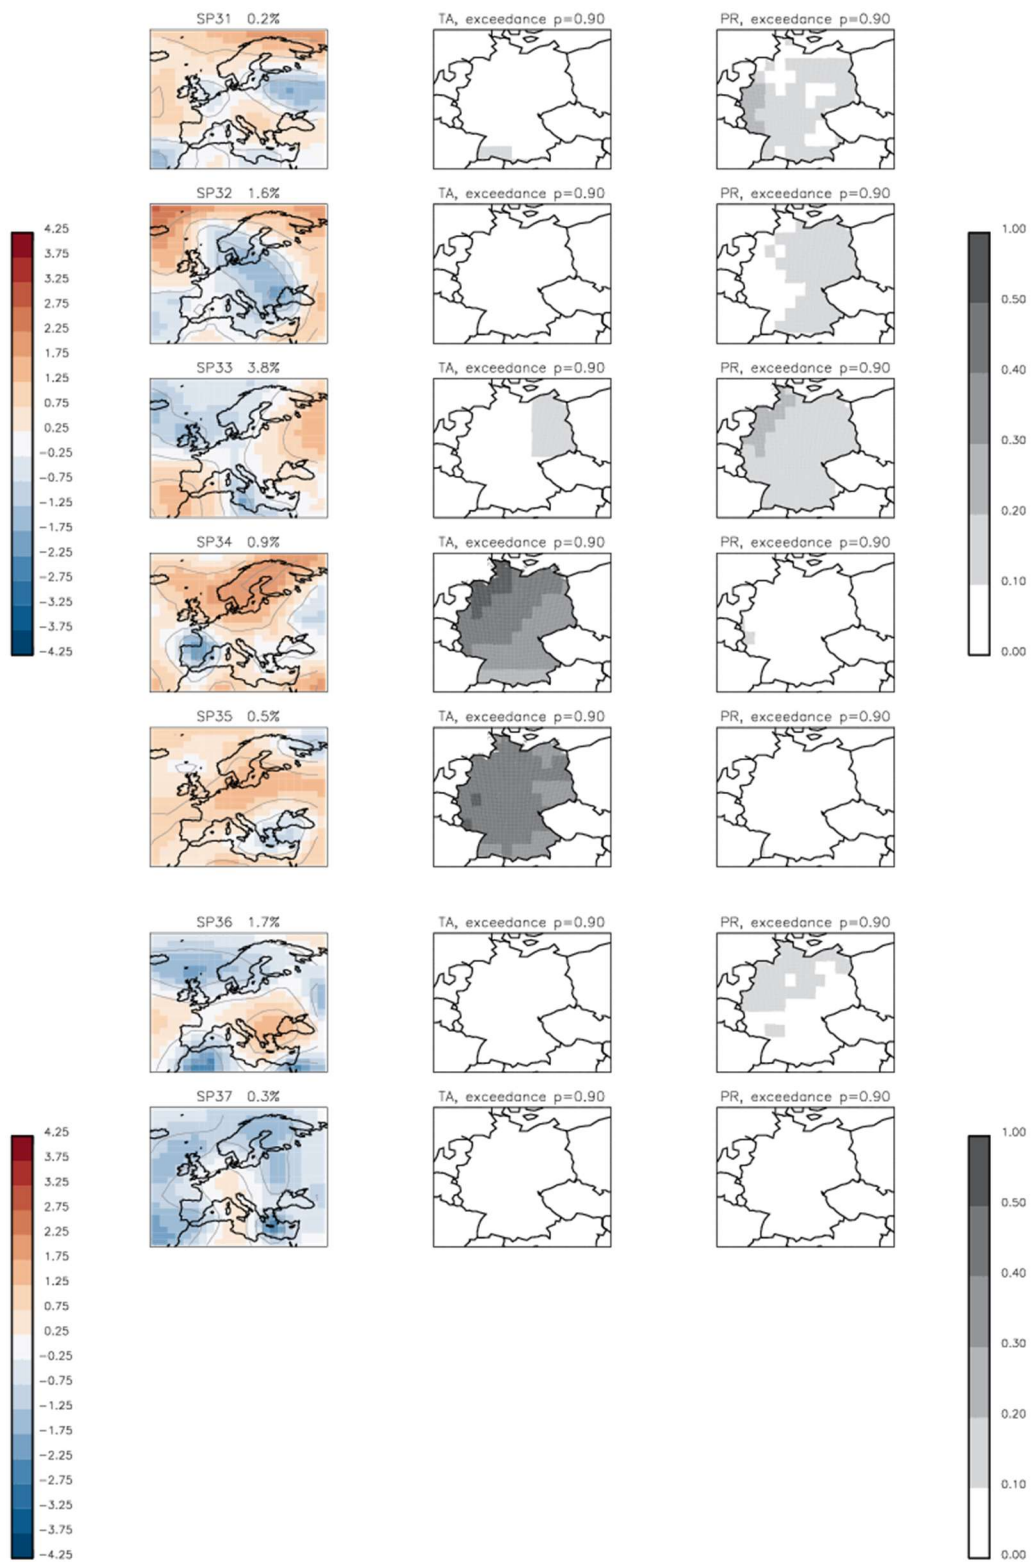 SP31 0.2%
TA, exceedance p=0.90
PR, exceedance p=0.90
SP32 1.6%
TA, exceedance p=0.90
PR, exceedance p=0.90
SP33 3.8%
TA, exceedance p=0.90
PR, exceedance p=0.90
SP34 0.9%
TA, exceedance p=0.90
PR, exceedance p=0.90
SP35 0.5%
TA, exceedance p=0.90
PR, exceedance p=0.90
4.25
3.75
3.25
2.75
2.25
1.75
1.25
0.75
0.25
−0.25
−0.75
−1.25
−1.75
−2.25
−2.75
−3.25
−3.75
−4.25
1.00
0.50
0.40
0.30
0.20
0.10
0.00
SP36 1.7%
TA, exceedance p=0.90
PR, exceedance p=0.90
SP37 0.3%
TA, exceedance p=0.90
PR, exceedance p=0.90
4.25
3.75
3.25
2.75
2.25
1.75
1.25
0.75
0.25
−0.25
−0.75
−1.25
−1.75
−2.25
−2.75
−3.25
−3.75
−4.25
1.00
0.50
0.40
0.30
0.20
0.10
0.00